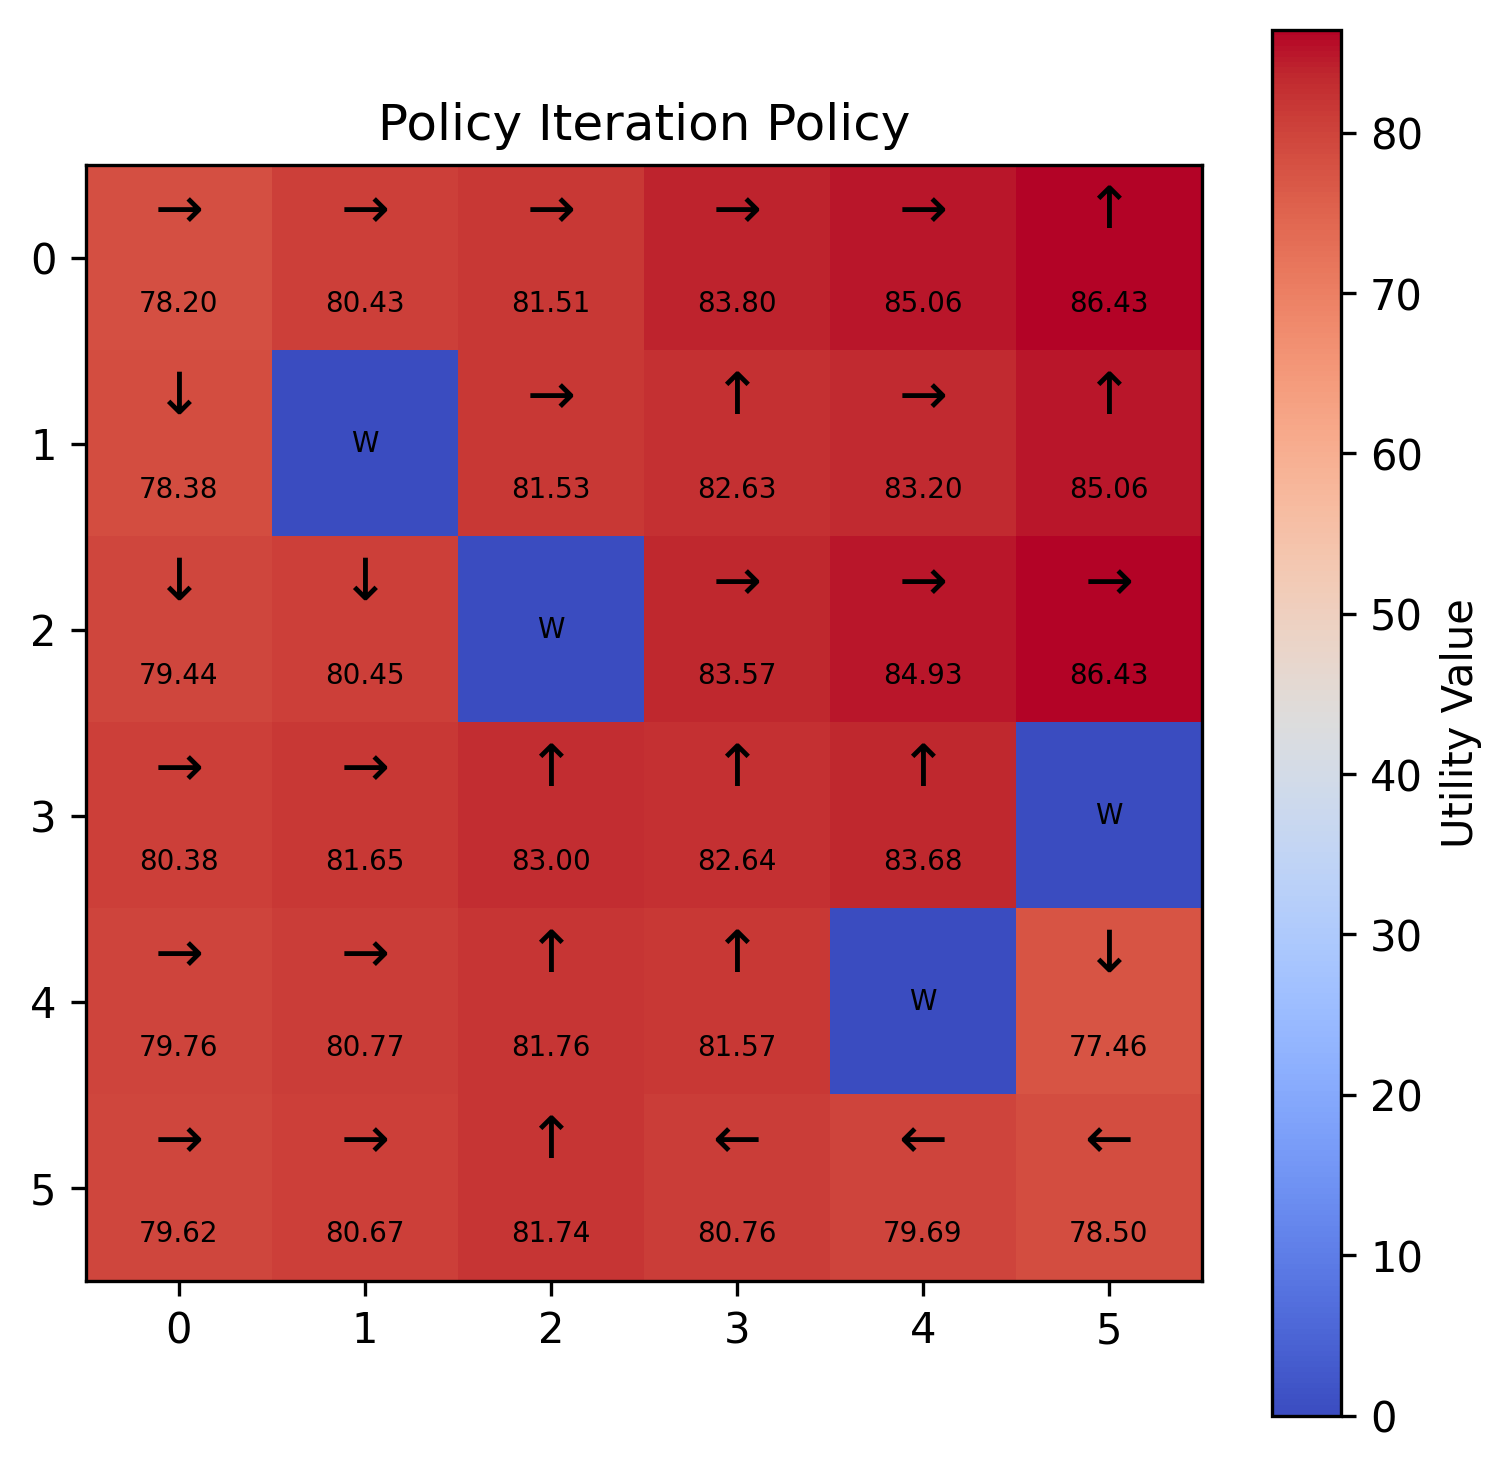 Policy Iteration Policy
→ → → → → ↑
0
78.20 80.43 81.51 83.80 85.06 86.43
↓ → ↑ → ↑
1 W
78.38 81.53 82.63 83.20 85.06
↓ ↓ → → →
2 W
79.44 80.45 83.57 84.93 86.43
→ → ↑ ↑ ↑
3 W
80.38 81.65 83.00 82.64 83.68
→ → ↑ ↑ ↓
4 W
79.76 80.77 81.76 81.57 77.46
→ → ↑ ← ← ←
5
79.62 80.67 81.74 80.76 79.69 78.50
0 1 2 3 4 5
80
70
60
50
40
30
20
10
0
Utility Value